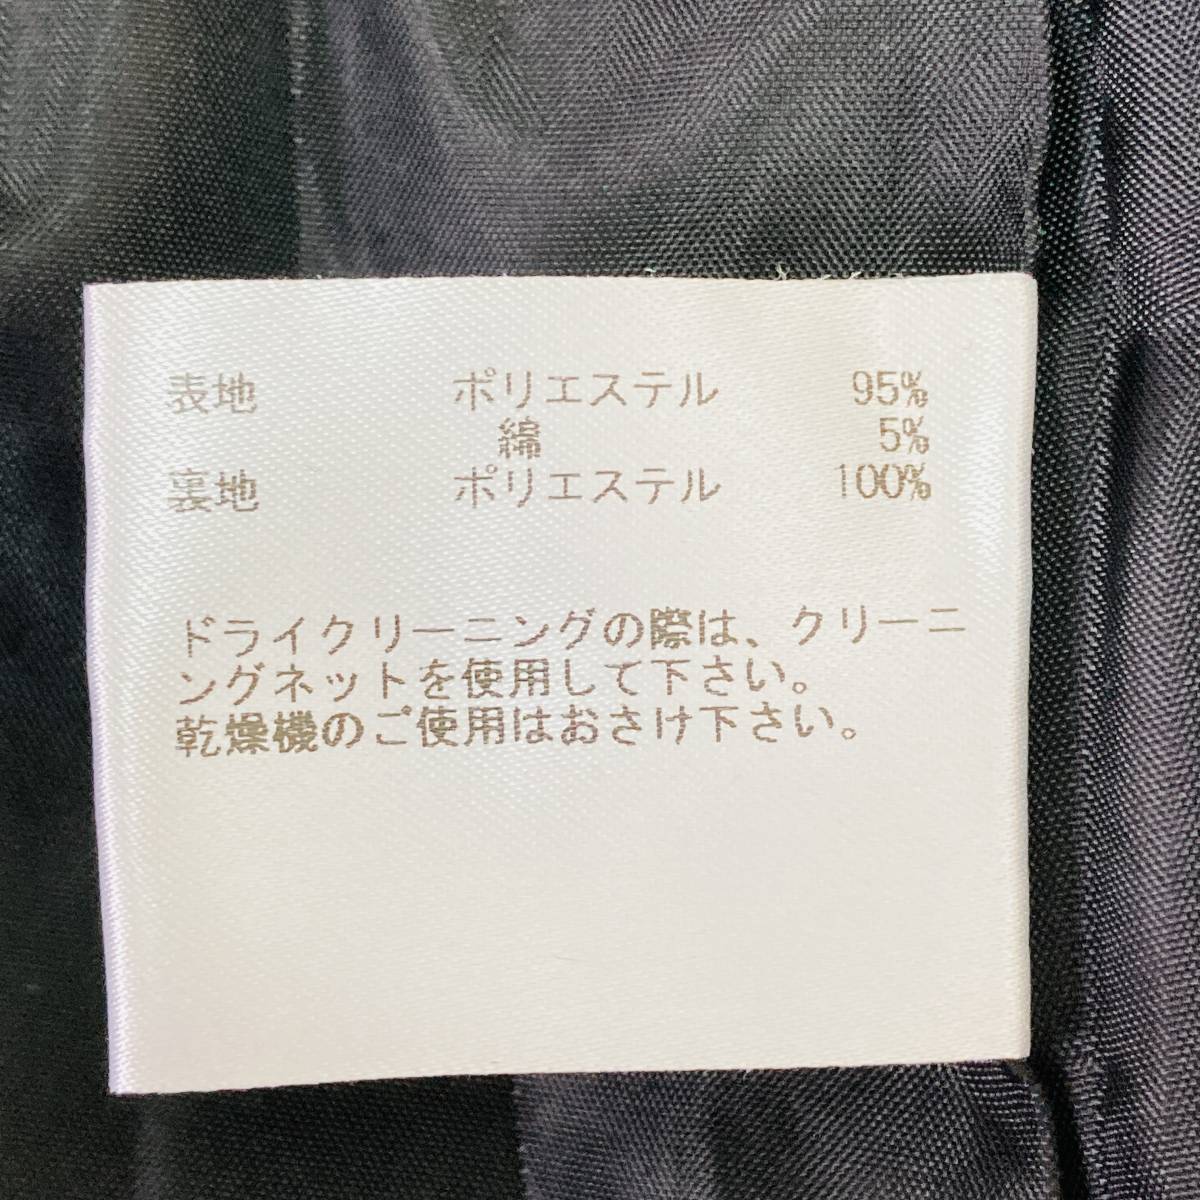 表地 ポリエステル 95%
綿 5%
裏地 ポリエステル 100%
ドライクリーニングの際は、クリーニ
ングネットを使用して下さい。
乾燥機のご使用はおさけ下さい。